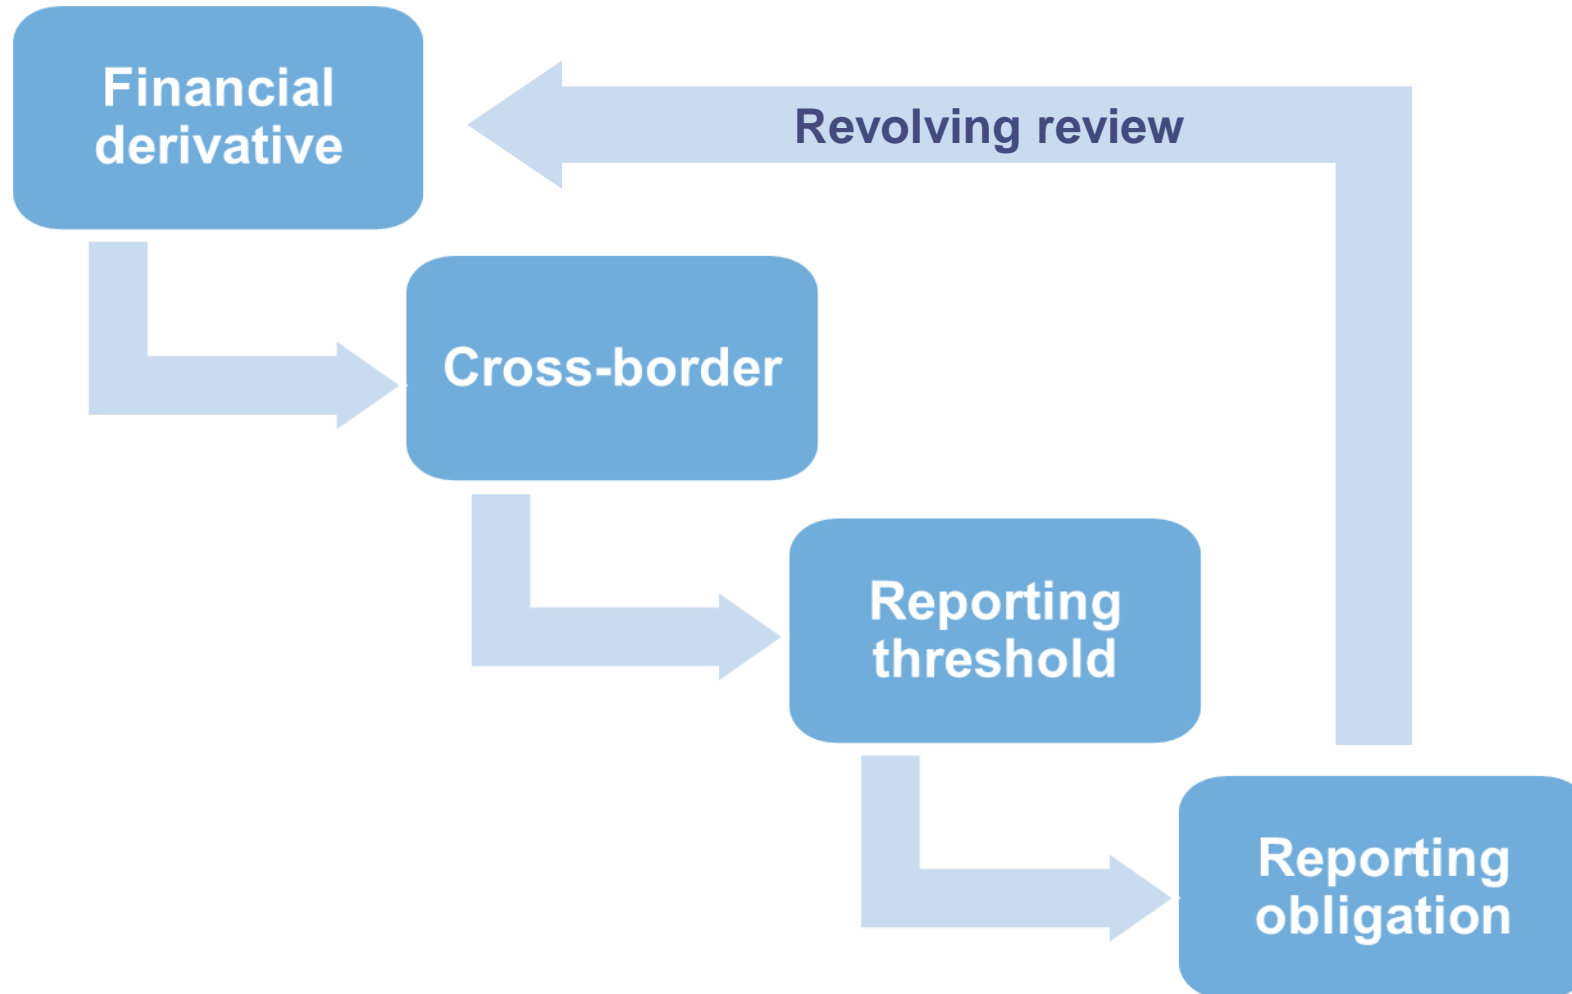 Financial
derivative
Revolving review
Cross-border
Reporting
threshold
Reporting
obligation